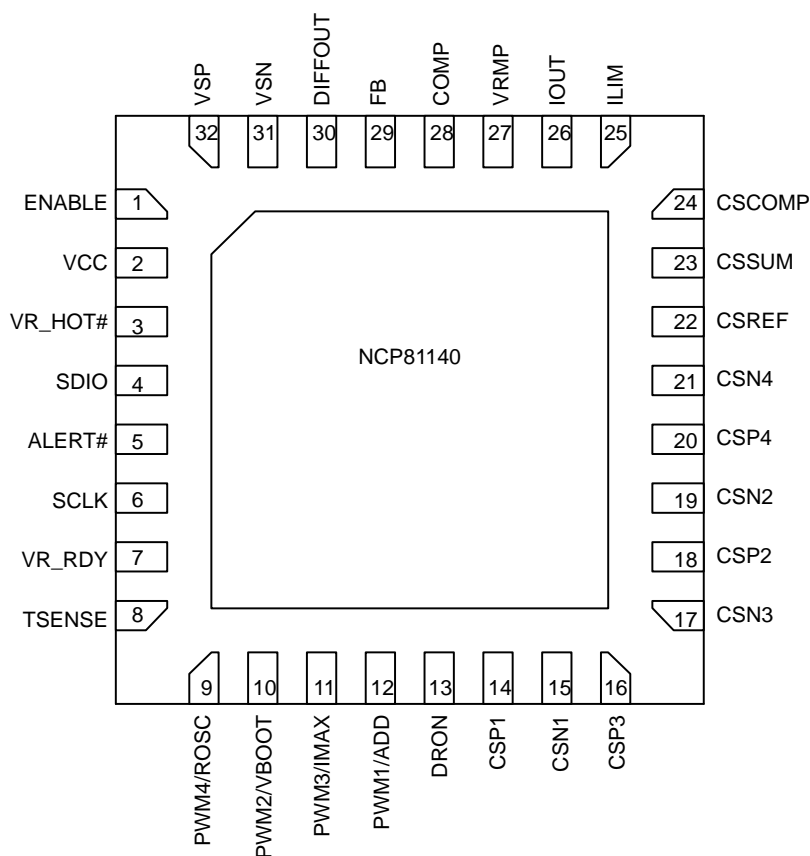 VSP
VSN
DIFFOUT
FB
COMP
VRMP
IOUT
ILIM
32
31
30
29
28
27
26
25
ENABLE
1
24
CSCOMP
VCC
2
23
CSSUM
VR_HOT#
3
22
CSREF
NCP81140
SDIO
4
21
CSN4
ALERT#
5
20
CSP4
SCLK
6
19
CSN2
VR_RDY
7
18
CSP2
TSENSE
8
17
CSN3
9
10
11
12
13
14
15
16
PWM4/ROSC
PWM2/VBOOT
PWM3/IMAX
PWM1/ADD
DRON
CSP1
CSN1
CSP3